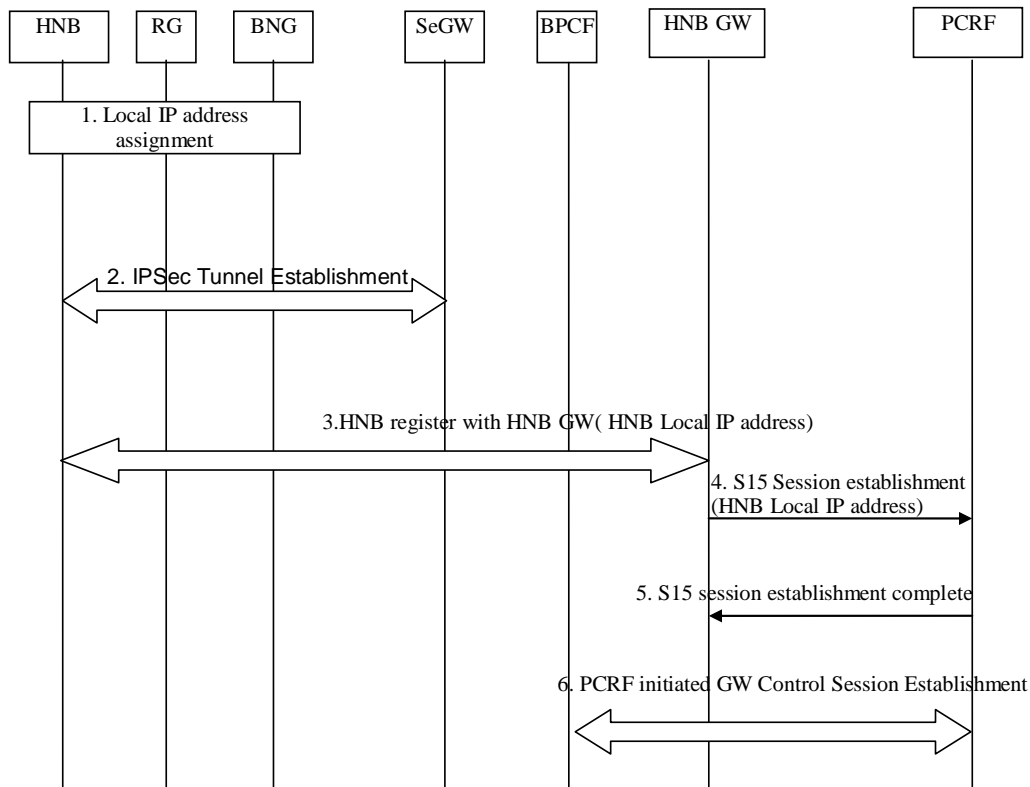 HNB RG BNG SeGW BPCF HNB GW PCRF
1. Local IP address
assignment
2. IPSec Tunnel Establishment
3.HNB register with HNB GW( HNB Local IP address)
4. S15 Session establishment
(HNB Local IP address)
5. S15 session establishment complete
6. PCRF initiated GW Control Session Establishment